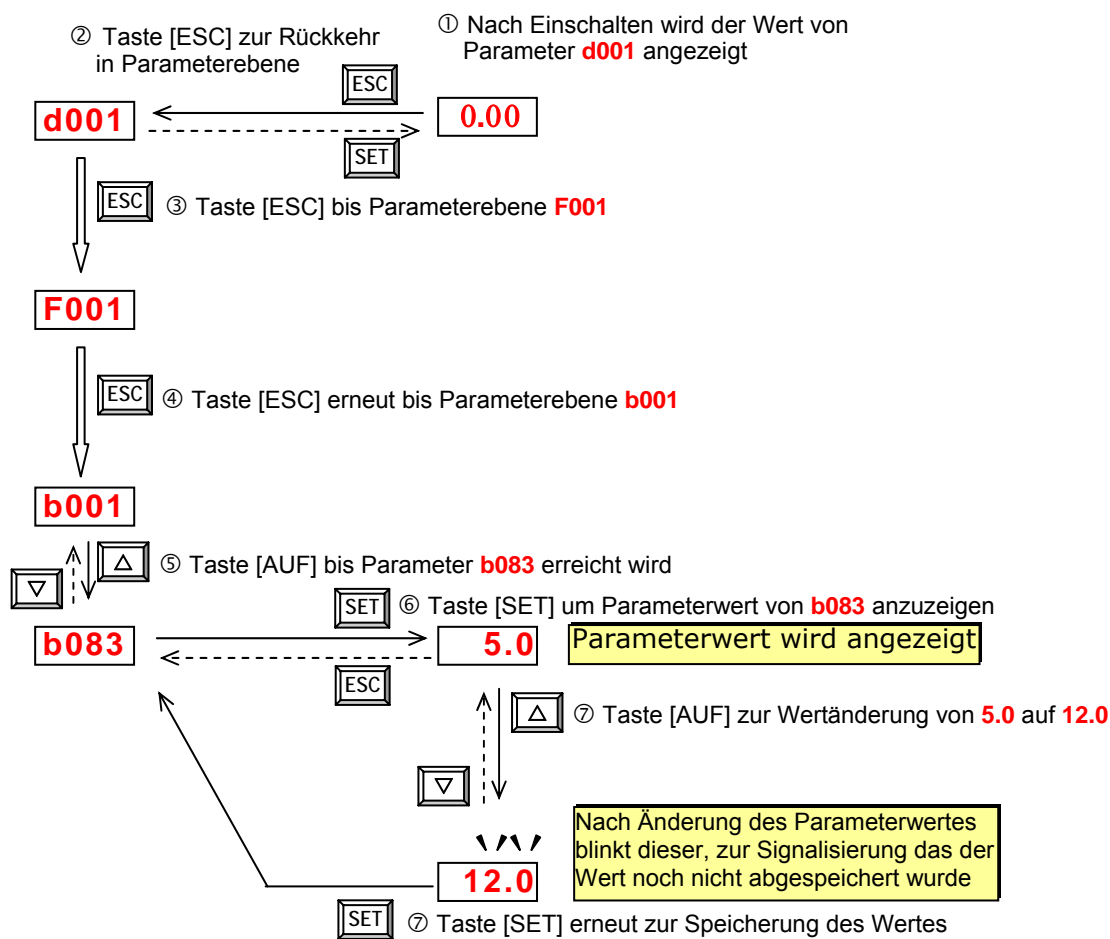 ② Taste [ESC] zur Rückkehr
in Parameterebene
① Nach Einschalten wird der Wert von
Parameter d001 angezeigt
ESC
d001
0.00
SET
ESC
③ Taste [ESC] bis Parameterebene F001
F001
ESC
④ Taste [ESC] erneut bis Parameterebene b001
b001
⑤ Taste [AUF] bis Parameter b083 erreicht wird
SET
⑥ Taste [SET] um Parameterwert von b083 anzuzeigen
b083
5.0
Parameterwert wird angezeigt
ESC
⑦ Taste [AUF] zur Wertänderung von 5.0 auf 12.0
Nach Änderung des Parameterwertes
blinkt dieser, zur Signalisierung das der
Wert noch nicht abgespeichert wurde
12.0
SET
⑦ Taste [SET] erneut zur Speicherung des Wertes